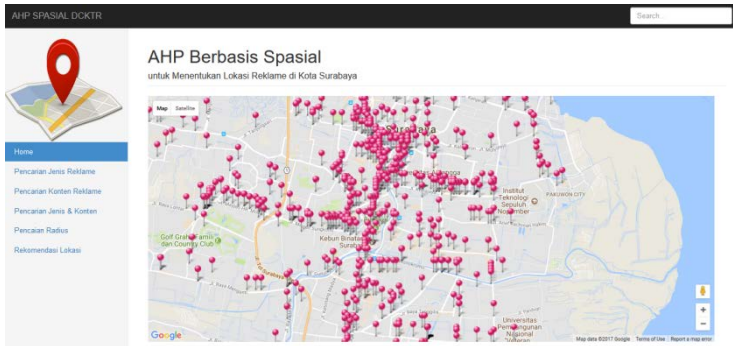 AHP SPASIAL DCKTR
Search
AHP Berbasis Spasial
untuk Menentukan Lokasi Reklame di Kota Surabaya
Home
Pencarian Jenis Reklame
Pencarian Konten Reklame
Pencarian Jenis & Konten
Pencaian Radius
Rekomendasi Lokasi
Map
Satellite
Surabaya
Institut
Teknologi
Sepuluh
PAKUWON CITY
Golf Graha Famili
dan Country Club
Kebun Binatang
Universitas
Pembangunan
Nasional
Google
Map data ©2017 Google
Terms of Use
Report a map error